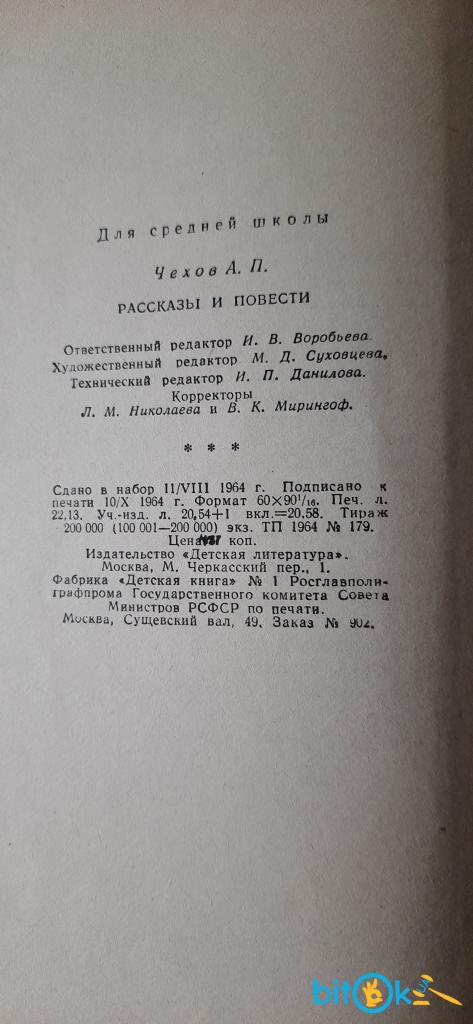 Для средней школы
Чехов А. П.
РАССКАЗЫ И ПОВЕСТИ
Ответственный редактор И. В. Воробьева.
Художественный редактор М. Д. Суховцева.
Технический редактор И. П. Данилова.
Корректоры
Л. М. Николаева и В. К. Мирингоф.
* * *
Сдано в набор 11/VIII 1964 г. Подписано к
печати 10/X 1964 г. Формат 60×90¹/₁₆. Печ. л.
22,13. Уч.-изд. л. 20,54+1 вкл.=20,58. Тираж
200 000 (100 001—200 000) экз. ТП 1964 № 179.
Цена коп.
Издательство «Детская литература».
Москва, М. Черкасский пер., 1.
Фабрика «Детская книга» № 1 Росглавполи-
графпрома Государственного комитета Совета
Министров РСФСР по печати.
Москва, Сущевский вал, 49. Заказ № 902.
bitOk UA